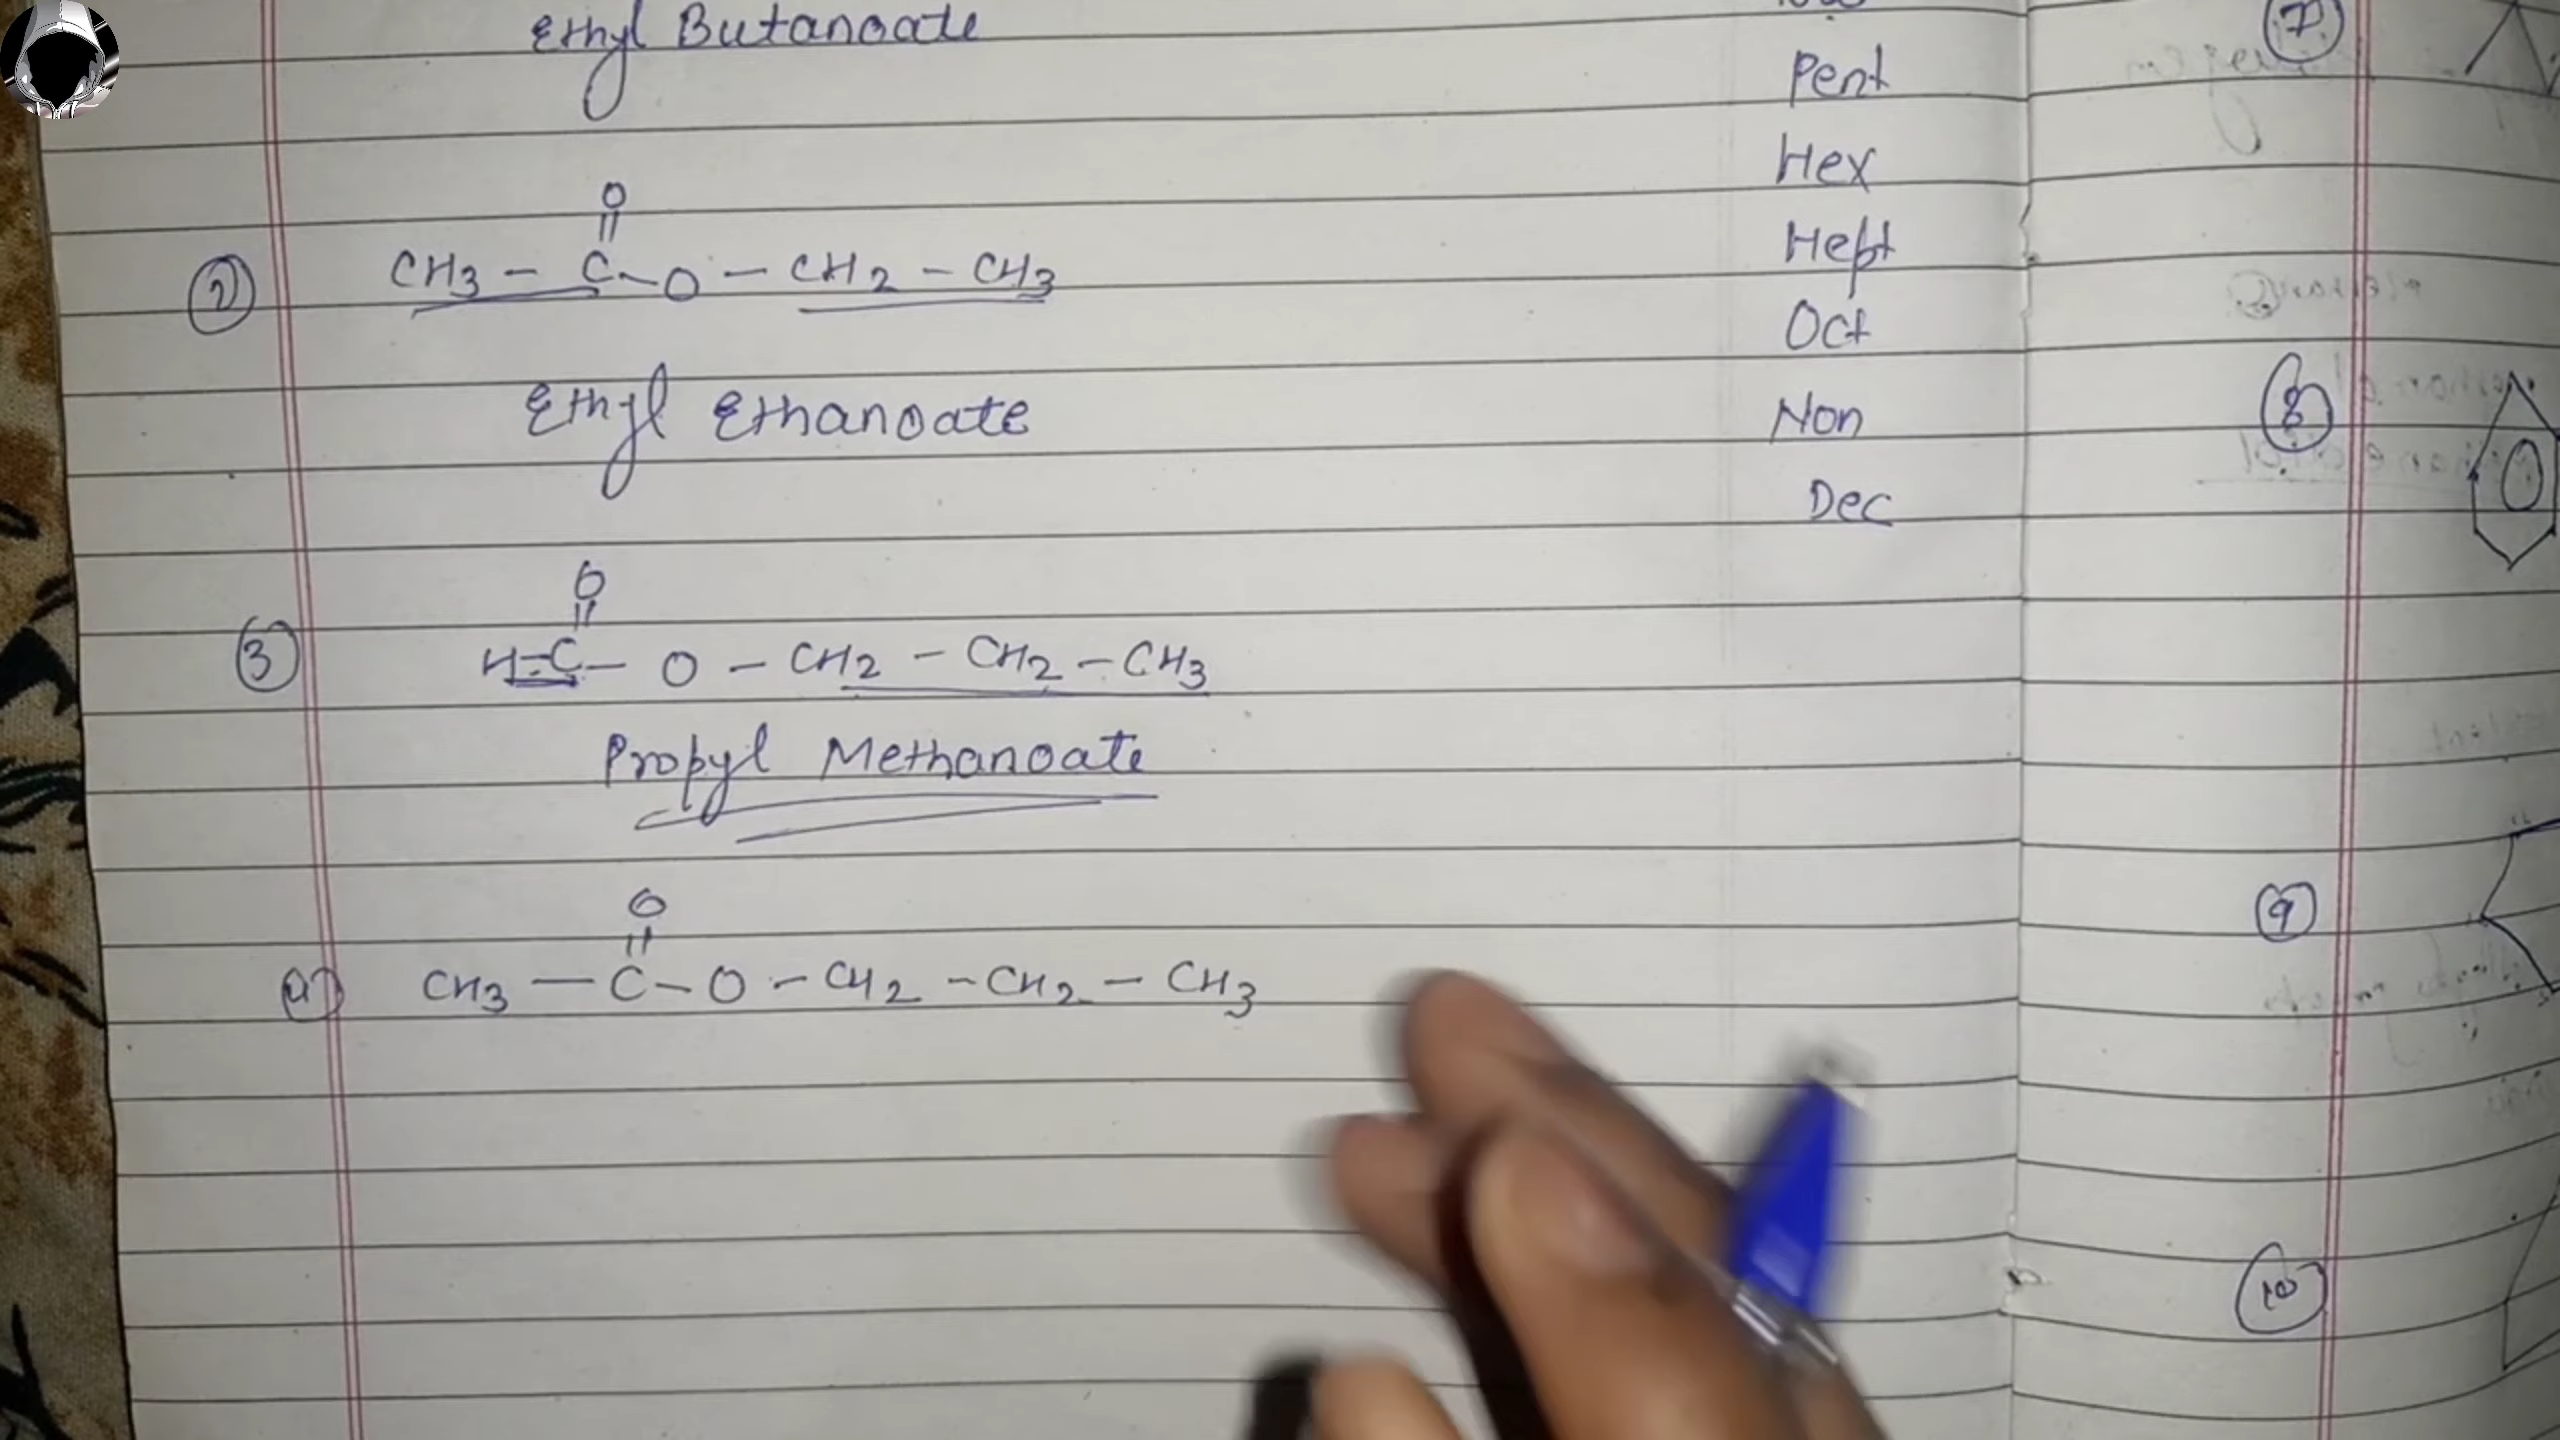 Ethyl Butanoate
Pent
Hex
Hept
Oct
Non
Dec
O
||
2 CH3 - C - O - CH2 - CH3
Ethyl Ethanoate
O
||
3 H - C - O - CH2 - CH2 - CH3
Propyl Methanoate
O
||
4 CH3 - C - O - CH2 - CH2 - CH3
7
8
9
10